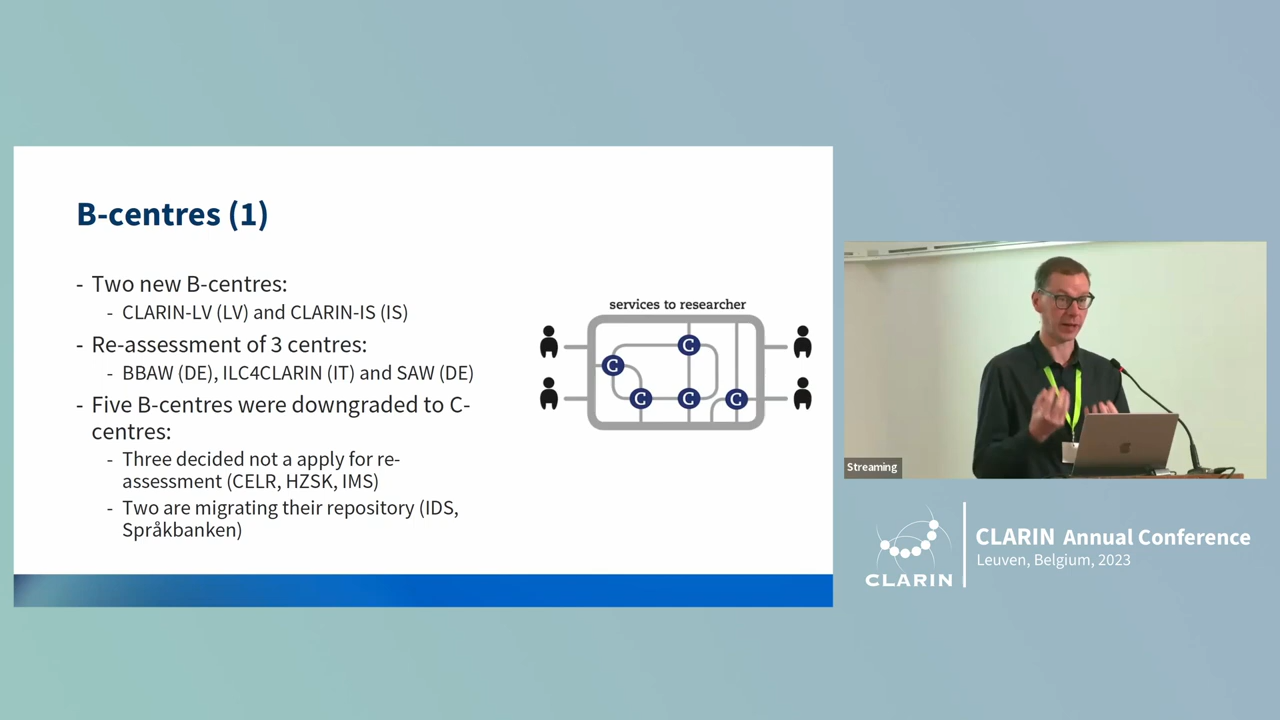 B-centres (1)
- Two new B-centres:
- CLARIN-LV (LV) and CLARIN-IS (IS)
- Re-assessment of 3 centres:
- BBAW (DE), ILC4CLARIN (IT) and SAW (DE)
- Five B-centres were downgraded to C-
centres:
- Three decided not a apply for re-
assessment (CELR, HZSK, IMS)
- Two are migrating their repository (IDS,
Språkbanken)
services to researcher
C
C
C
C
C
Streaming
CLARIN
CLARIN Annual Conference
Leuven, Belgium, 2023